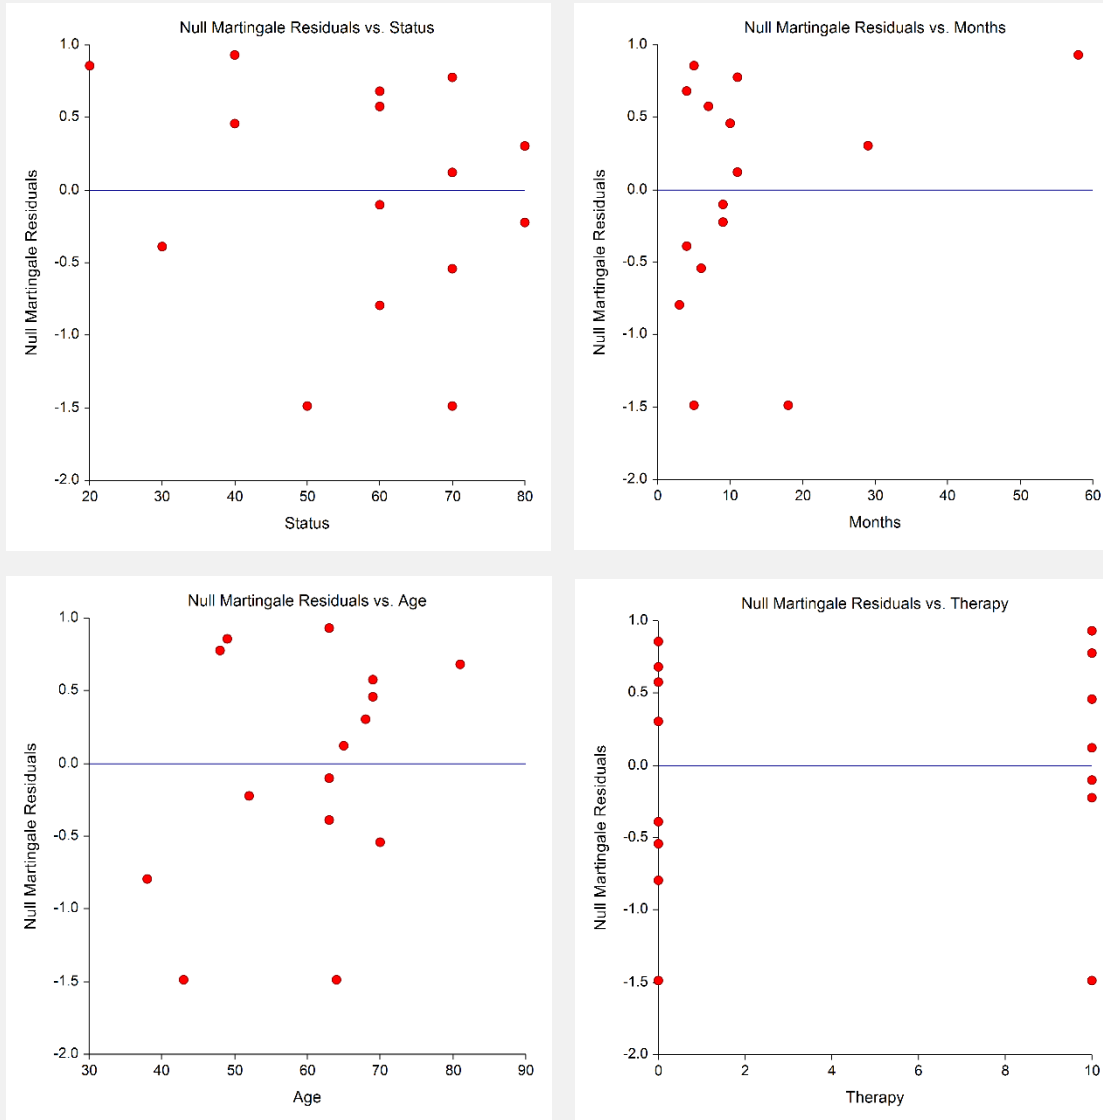 Null Martingale Residuals vs. Status
1.0
0.5
0.0
-0.5
-1.0
-1.5
-2.0
Null Martingale Residuals
20 30 40 50 60 70 80
Status
Null Martingale Residuals vs. Months
1.0
0.5
0.0
-0.5
-1.0
-1.5
-2.0
Null Martingale Residuals
0 10 20 30 40 50 60
Months
Null Martingale Residuals vs. Age
1.0
0.5
0.0
-0.5
-1.0
-1.5
-2.0
Null Martingale Residuals
30 40 50 60 70 80 90
Age
Null Martingale Residuals vs. Therapy
1.0
0.5
0.0
-0.5
-1.0
-1.5
-2.0
Null Martingale Residuals
0 2 4 6 8 10
Therapy